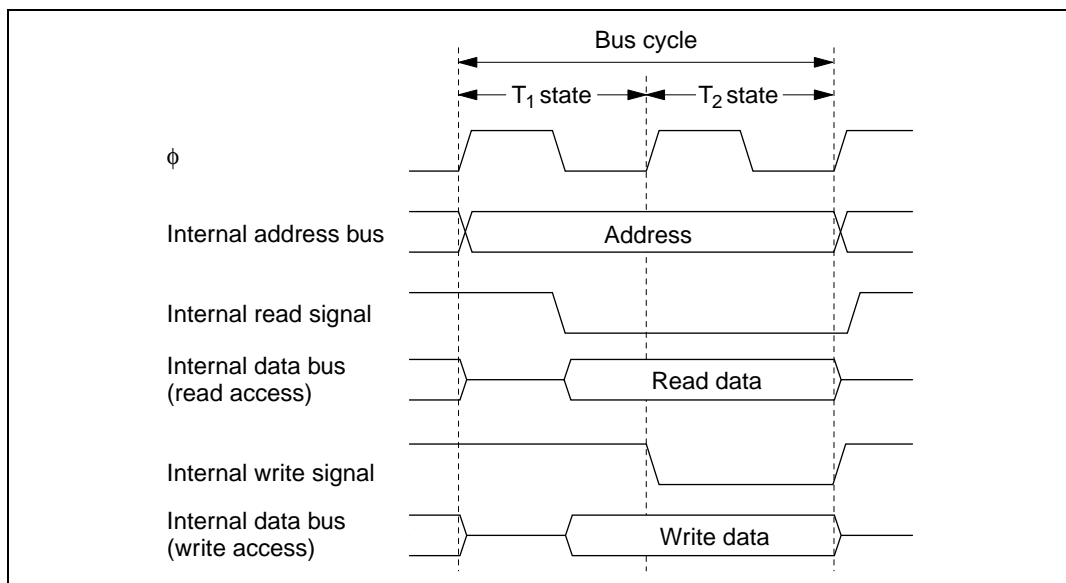 Bus cycle
T₁ state
T₂ state
ϕ
Internal address bus
Address
Internal read signal
Internal data bus
(read access)
Read data
Internal write signal
Internal data bus
(write access)
Write data